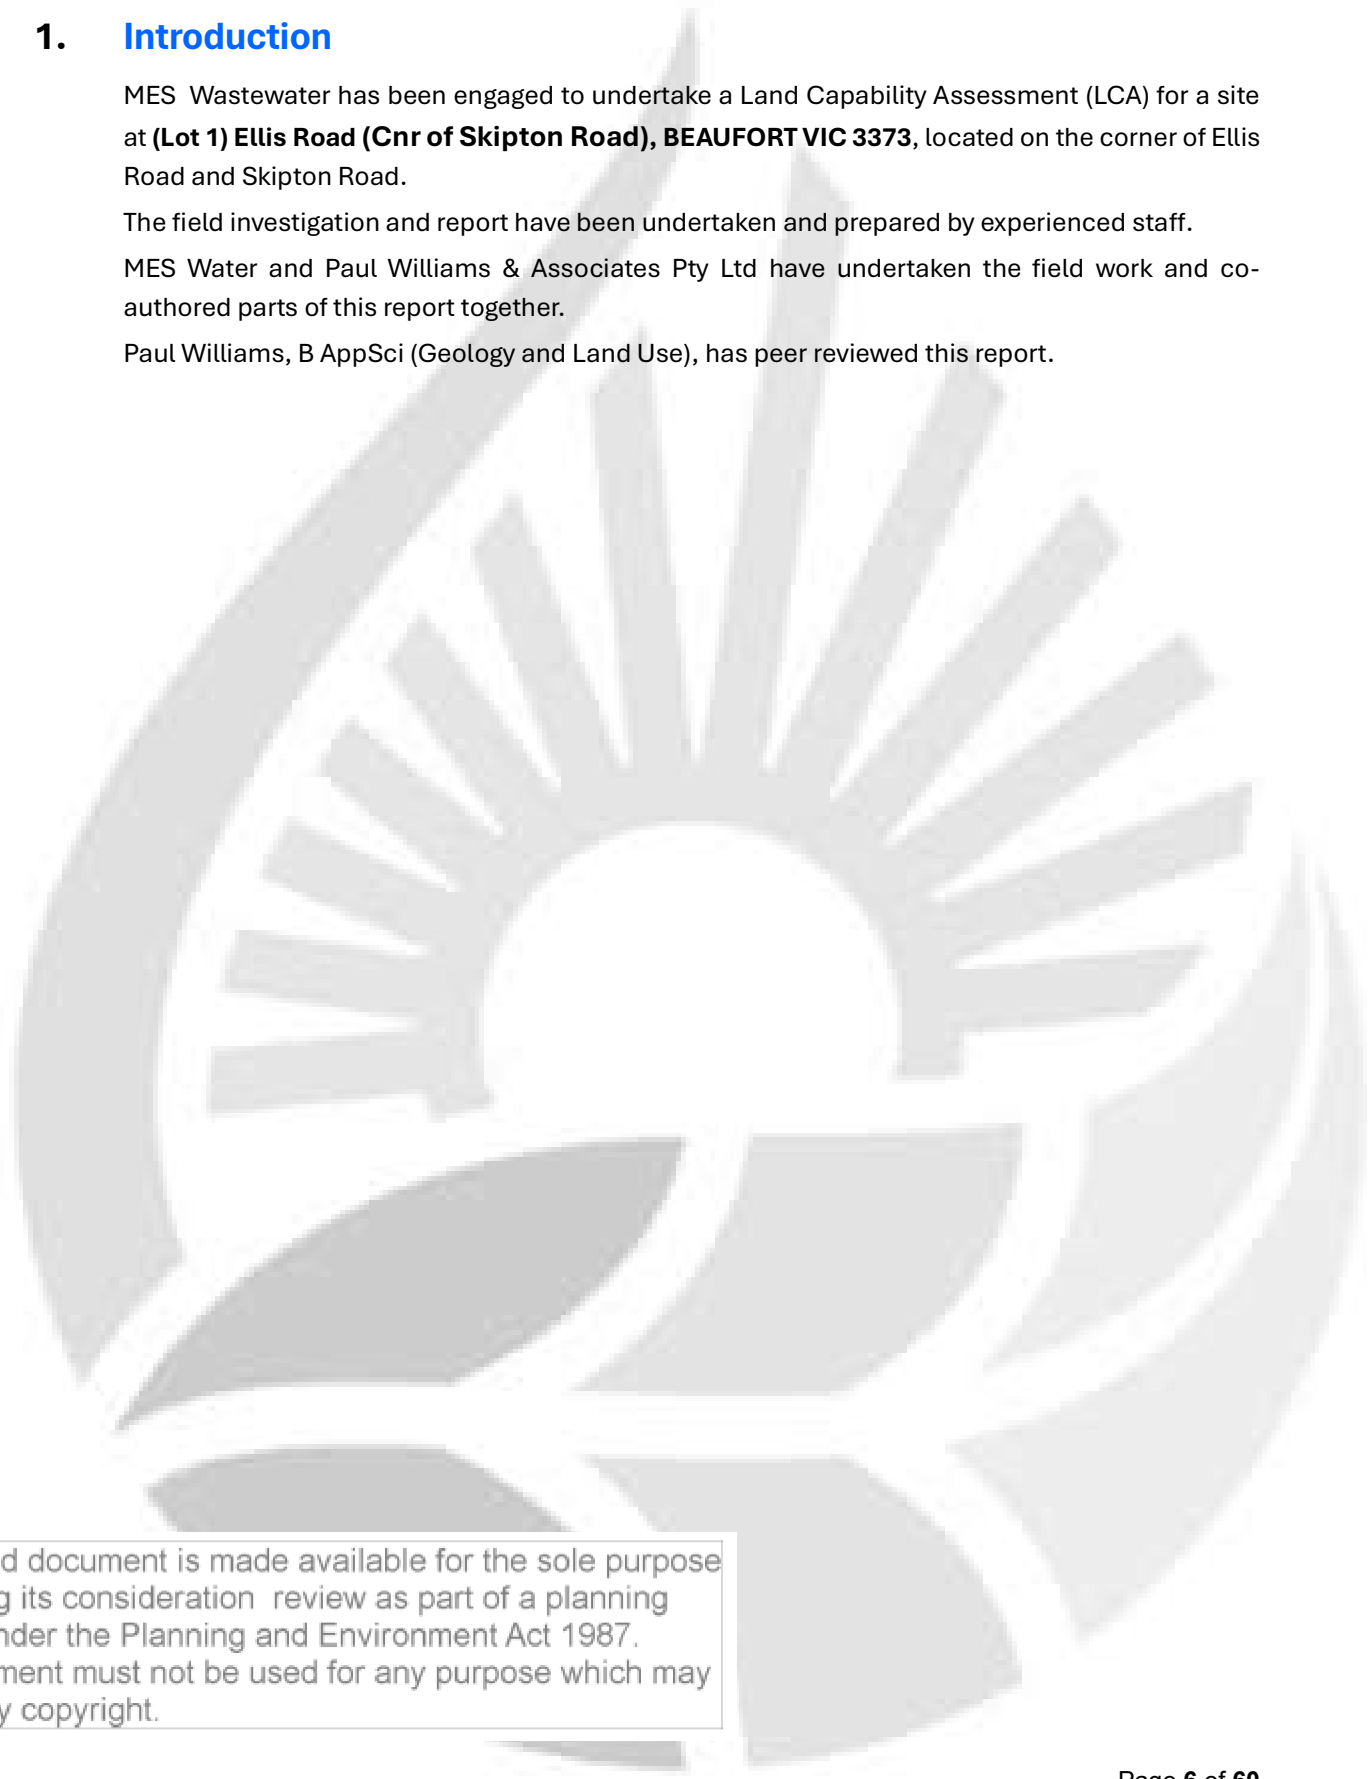 1. Introduction
MES Wastewater has been engaged to undertake a Land Capability Assessment (LCA) for a site
at (Lot 1) Ellis Road (Cnr of Skipton Road), BEAUFORT VIC 3373, located on the corner of Ellis
Road and Skipton Road.
The field investigation and report have been undertaken and prepared by experienced staff.
MES Water and Paul Williams & Associates Pty Ltd have undertaken the field work and co-
authored parts of this report together.
Paul Williams, B AppSci (Geology and Land Use), has peer reviewed this report.
d document is made available for the sole purpose
g its consideration review as part of a planning
nder the Planning and Environment Act 1987.
ment must not be used for any purpose which may
y copyright.
Page 6 of 60